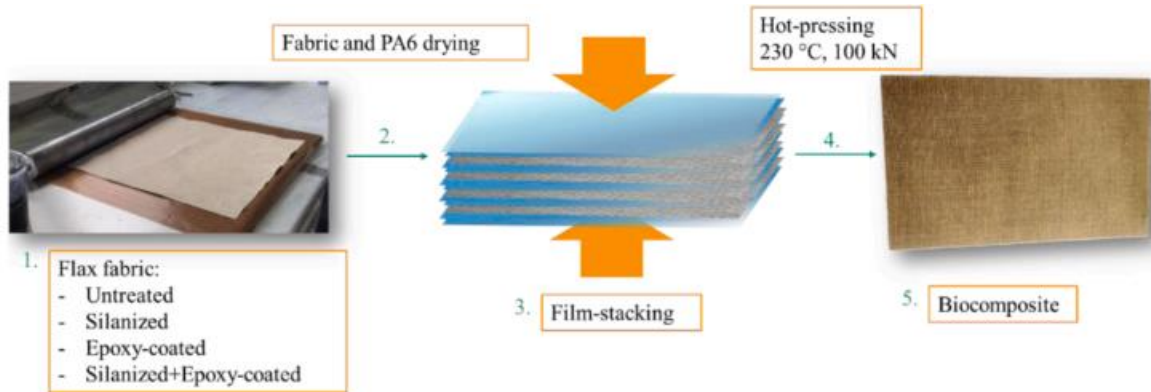 1.
Flax fabric:
- Untreated
- Silanized
- Epoxy-coated
- Silanized+Epoxy-coated
2.
Fabric and PA6 drying
3.
Film-stacking
4.
Hot-pressing
230 °C, 100 kN
5.
Biocomposite